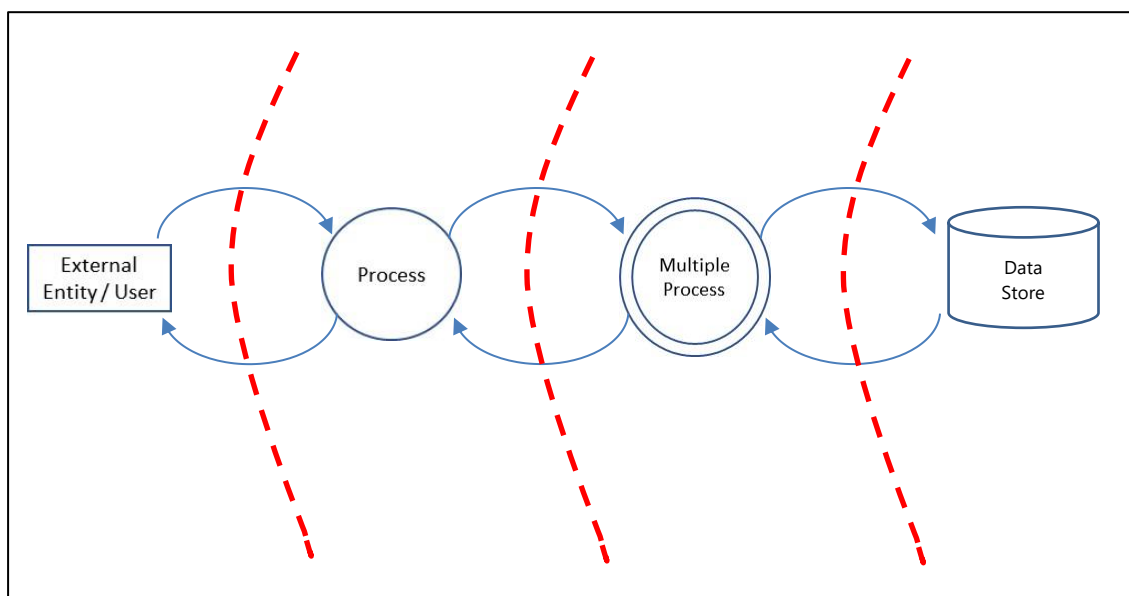 External
Entity / User
Process
Multiple
Process
Data
Store